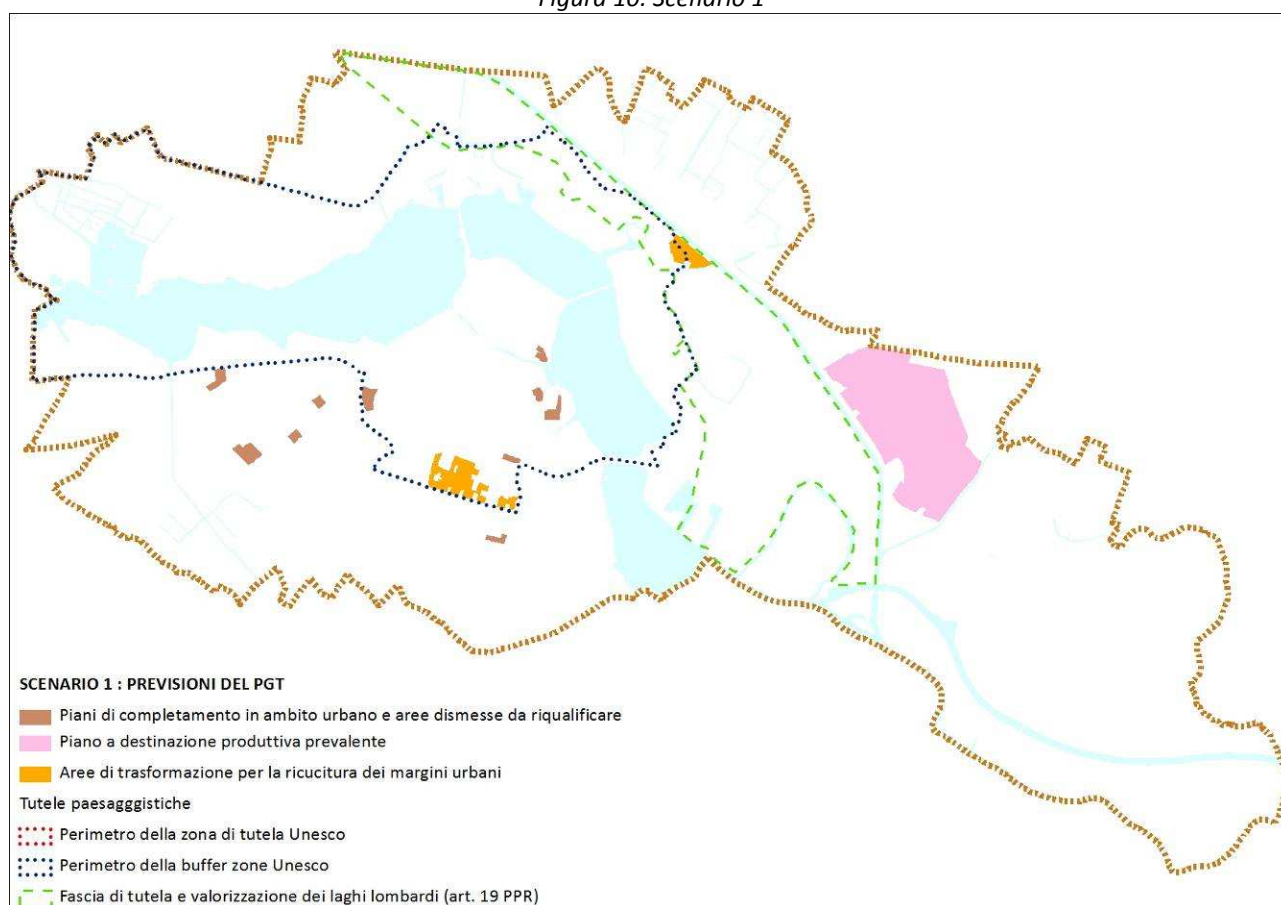 Figura 10: Scenario 1
SCENARIO 1 : PREVISIONI DEL PGT
Piani di completamento in ambito urbano e aree dismesse da riqualificare
Piano a destinazione produttiva prevalente
Aree di trasformazione per la ricucitura dei margini urbani
Tutele paesagggistiche
Perimetro della zona di tutela Unesco
Perimetro della buffer zone Unesco
Fascia di tutela e valorizzazione dei laghi lombardi (art. 19 PPR)